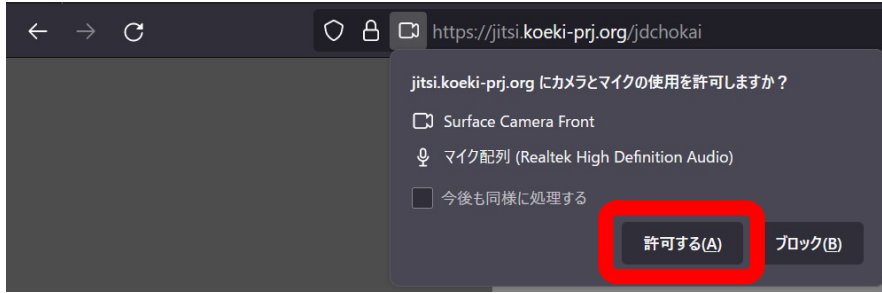 https://jitsi.koeki-prj.org/jdchokai
jitsi.koeki-prj.org にカメラとマイクの使用を許可しますか？
Surface Camera Front
マイク配列 (Realtek High Definition Audio)
今後も同様に処理する
許可する(A) ブロック(B)